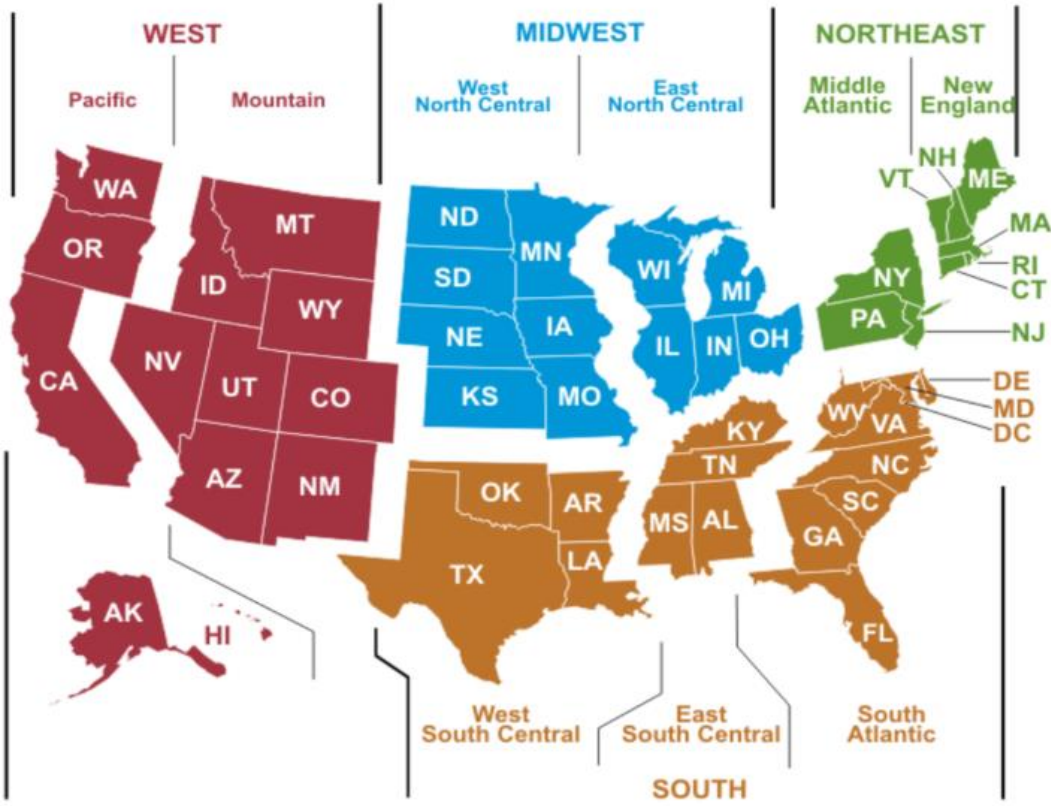 WEST
MIDWEST
NORTHEAST
Pacific
Mountain
West
North Central
East
North Central
Middle
Atlantic
New
England
WA
OR
CA
MT
ID
WY
NV
UT
CO
AZ
NM
AK
HI
ND
SD
NE
KS
MN
IA
MO
WI
MI
IL
IN
OH
VT
NH
ME
MA
RI
CT
NY
PA
NJ
DE
MD
DC
WV
VA
KY
TN
NC
SC
MS
AL
GA
FL
OK
AR
TX
LA
West
South Central
East
South Central
South
Atlantic
SOUTH